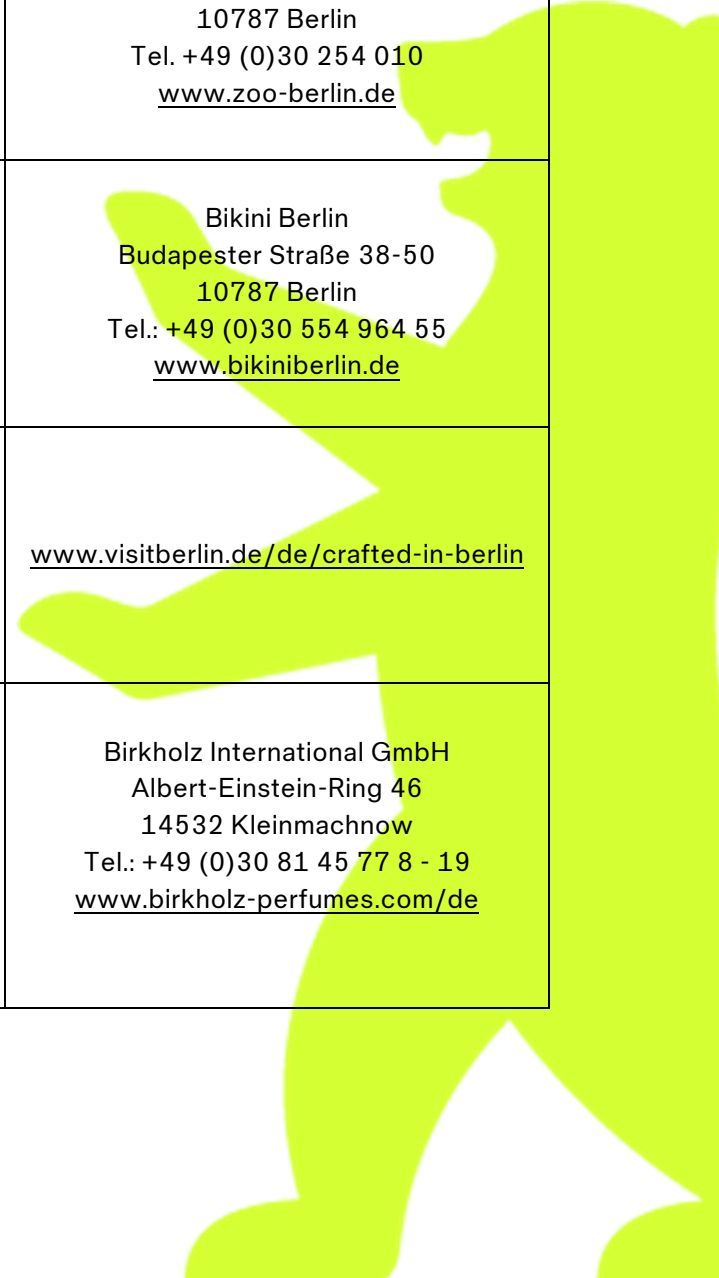 10787 Berlin
Tel. +49 (0)30 254 010
www.zoo-berlin.de
Bikini Berlin
Budapester Straße 38-50
10787 Berlin
Tel.: +49 (0)30 554 964 55
www.bikiniberlin.de
www.visitberlin.de/de/crafted-in-berlin
Birkholz International GmbH
Albert-Einstein-Ring 46
14532 Kleinmachnow
Tel.: +49 (0)30 81 45 77 8 - 19
www.birkholz-perfumes.com/de